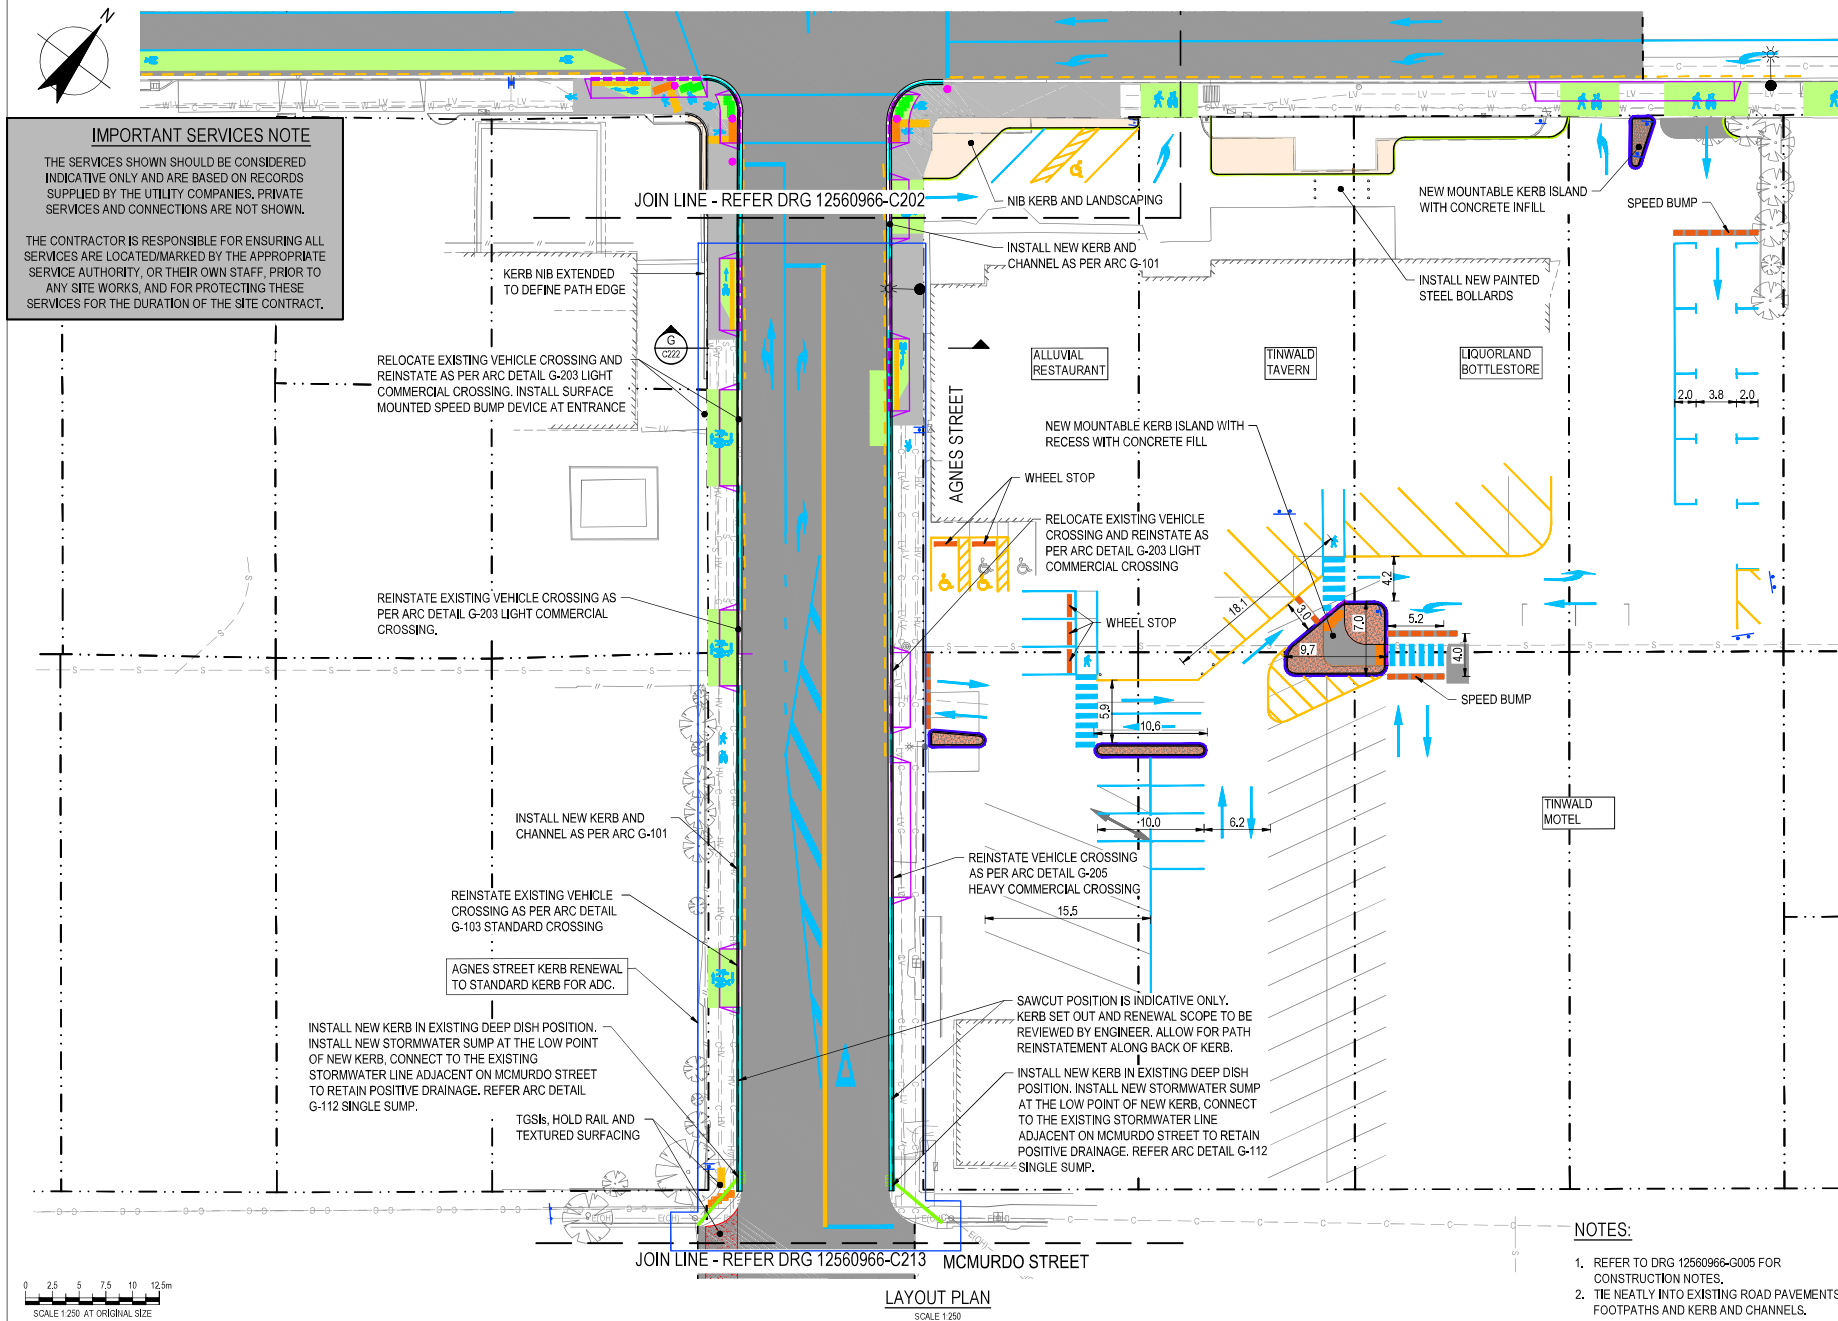 N
IMPORTANT SERVICES NOTE
THE SERVICES SHOWN SHOULD BE CONSIDERED
INDICATIVE ONLY AND ARE BASED ON RECORDS
SUPPLIED BY THE UTILITY COMPANIES. PRIVATE
SERVICES AND CONNECTIONS ARE NOT SHOWN.
THE CONTRACTOR IS RESPONSIBLE FOR ENSURING ALL
SERVICES ARE LOCATED/MARKED BY THE APPROPRIATE
SERVICE AUTHORITY, OR THEIR OWN STAFF, PRIOR TO
ANY SITE WORKS, AND FOR PROTECTING THESE
SERVICES FOR THE DURATION OF THE SITE CONTRACT.
JOIN LINE - REFER DRG 12560966-C202
NIB KERB AND LANDSCAPING
NEW MOUNTABLE KERB ISLAND
WITH CONCRETE INFILL
SPEED BUMP
KERB NIB EXTENDED
TO DEFINE PATH EDGE
INSTALL NEW KERB AND
CHANNEL AS PER ARC G-101
INSTALL NEW PAINTED
STEEL BOLLARDS
G
C222
RELOCATE EXISTING VEHICLE CROSSING AND
REINSTATE AS PER ARC DETAIL G-203 LIGHT
COMMERCIAL CROSSING. INSTALL SURFACE
MOUNTED SPEED BUMP DEVICE AT ENTRANCE
ALLUVIAL
RESTAURANT
TINWALD
TAVERN
LIQUORLAND
BOTTLESTORE
2.0 3.8 2.0
AGNES STREET
NEW MOUNTABLE KERB ISLAND WITH
RECESS WITH CONCRETE FILL
WHEEL STOP
RELOCATE EXISTING VEHICLE
CROSSING AND REINSTATE AS
PER ARC DETAIL G-203 LIGHT
COMMERCIAL CROSSING
REINSTATE EXISTING VEHICLE CROSSING AS
PER ARC DETAIL G-203 LIGHT COMMERCIAL
CROSSING.
WHEEL STOP
18.1
3.0
4.2
7.0
5.2
9.7
4.0
SPEED BUMP
5.9
10.6
10.0
6.2
TINWALD
MOTEL
INSTALL NEW KERB AND
CHANNEL AS PER ARC G-101
REINSTATE VEHICLE CROSSING
AS PER ARC DETAIL G-205
HEAVY COMMERCIAL CROSSING
15.5
REINSTATE EXISTING VEHICLE
CROSSING AS PER ARC DETAIL
G-103 STANDARD CROSSING
AGNES STREET KERB RENEWAL
TO STANDARD KERB FOR ADC.
SAWCUT POSITION IS INDICATIVE ONLY.
KERB SET OUT AND RENEWAL SCOPE TO BE
REVIEWED BY ENGINEER. ALLOW FOR PATH
REINSTATEMENT ALONG BACK OF KERB.
INSTALL NEW KERB IN EXISTING DEEP DISH POSITION.
INSTALL NEW STORMWATER SUMP AT THE LOW POINT
OF NEW KERB, CONNECT TO THE EXISTING
STORMWATER LINE ADJACENT ON MCMURDO STREET
TO RETAIN POSITIVE DRAINAGE. REFER ARC DETAIL
G-112 SINGLE SUMP.
INSTALL NEW KERB IN EXISTING DEEP DISH
POSITION. INSTALL NEW STORMWATER SUMP
AT THE LOW POINT OF NEW KERB, CONNECT
TO THE EXISTING STORMWATER LINE
ADJACENT ON MCMURDO STREET TO RETAIN
POSITIVE DRAINAGE. REFER ARC DETAIL G-112
SINGLE SUMP.
TGSIs, HOLD RAIL AND
TEXTURED SURFACING
JOIN LINE - REFER DRG 12560966-C213
MCMURDO STREET
LAYOUT PLAN
SCALE 1:250
0 2.5 5 7.5 10 12.5m
SCALE 1:250 AT ORIGINAL SIZE
NOTES:
1. REFER TO DRG 12560966-G005 FOR
CONSTRUCTION NOTES.
2. TIE NEATLY INTO EXISTING ROAD PAVEMENTS
FOOTPATHS AND KERB AND CHANNELS.